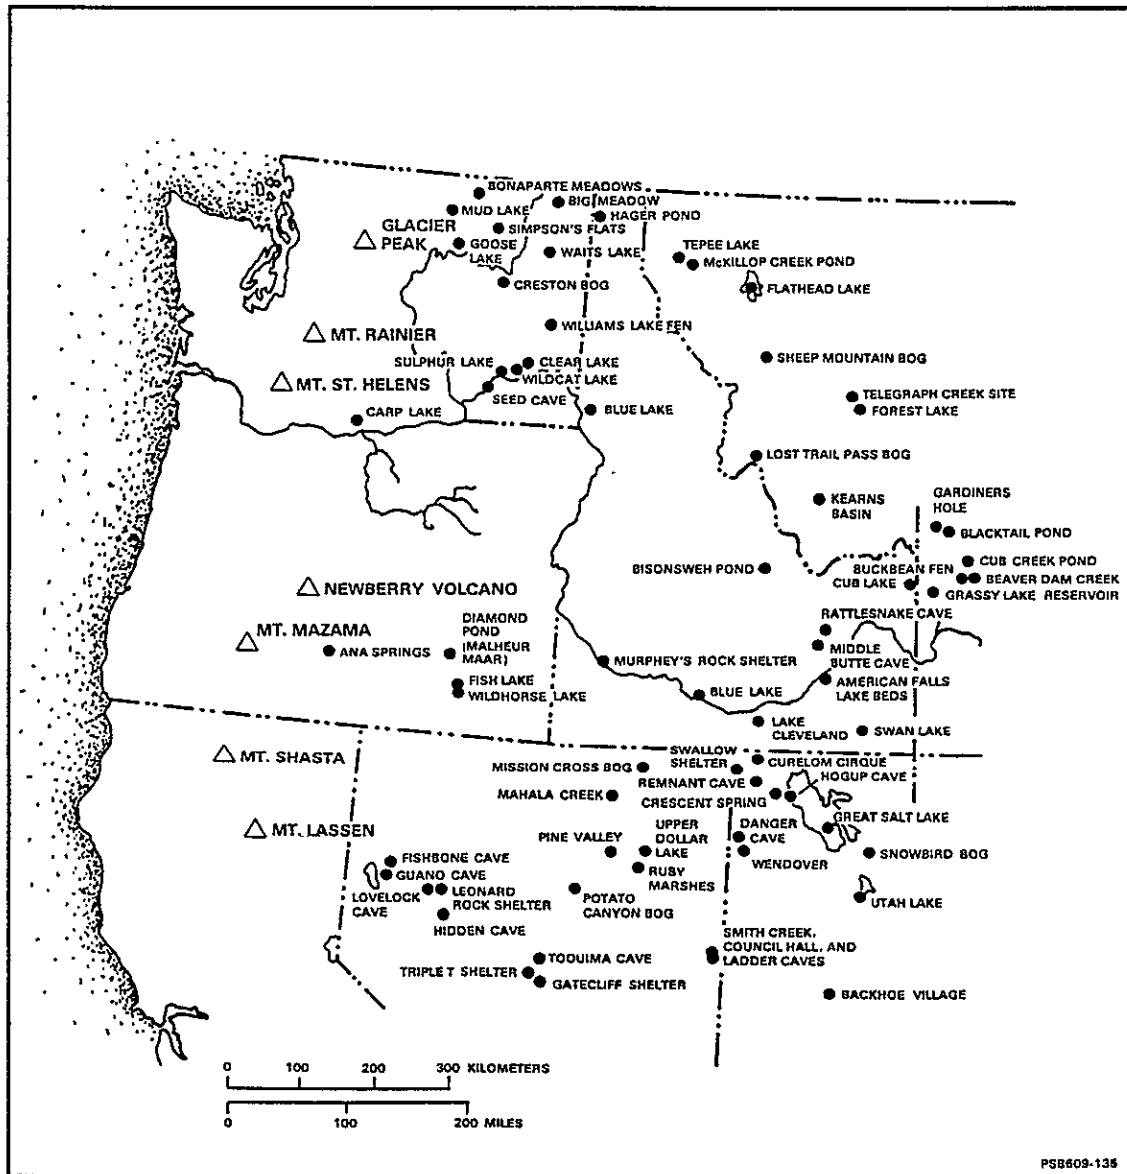 BONAPARTE MEADOWS
BIG MEADOW
MUD LAKE
HAGER POND
GLACIER
PEAK
SIMPSON'S FLATS
GOOSE
LAKE
WAITS LAKE
TEPEE LAKE
McKILLOP CREEK POND
CRESTON BOG
FLATHEAD LAKE
WILLIAMS LAKE FEN
MT. RAINIER
SULPHUR LAKE
CLEAR LAKE
SHEEP MOUNTAIN BOG
WILDCAT LAKE
MT. ST. HELENS
SEED CAVE
TELEGRAPH CREEK SITE
CARP LAKE
BLUE LAKE
FOREST LAKE
LOST TRAIL PASS BOG
KEARNS
BASIN
GARDINERS
HOLE
BLACKTAIL POND
BISONSWEH POND
BUCKBEAN FEN
CUB CREEK POND
CUB LAKE
BEAVER DAM CREEK
NEWBERRY VOLCANO
GRASSY LAKE RESERVOIR
RATTLESNAKE CAVE
MT. MAZAMA
DIAMOND
POND
(MALHEUR
MAAR)
ANA SPRINGS
MIDDLE
BUTTE CAVE
MURPHEY'S ROCK SHELTER
FISH LAKE
WILDHORSE LAKE
AMERICAN FALLS
LAKE BEDS
BLUE LAKE
LAKE
CLEVELAND
SWAN LAKE
MT. SHASTA
SWALLOW
SHELTER
CURELOM CIRQUE
MISSION CROSS BOG
REMNANT CAVE
HOGUP CAVE
MAHALA CREEK
CRESCENT SPRING
MT. LASSEN
GREAT SALT LAKE
PINE VALLEY
UPPER
DOLLAR
LAKE
DANGER
CAVE
WENDOVER
SNOWBIRD BOG
FISHBONE CAVE
GUANO CAVE
RUBY
MARSHES
LOVELOCK
CAVE
LEONARD
ROCK SHELTER
POTATO
CANYON BOG
UTAH LAKE
HIDDEN CAVE
SMITH CREEK,
COUNCIL HALL, AND
LADDER CAVES
TOQUIMA CAVE
TRIPLE T SHELTER
GATECLIFF SHELTER
BACKHOE VILLAGE
0 100 200 300 KILOMETERS
0 100 200 MILES
PS8609-135